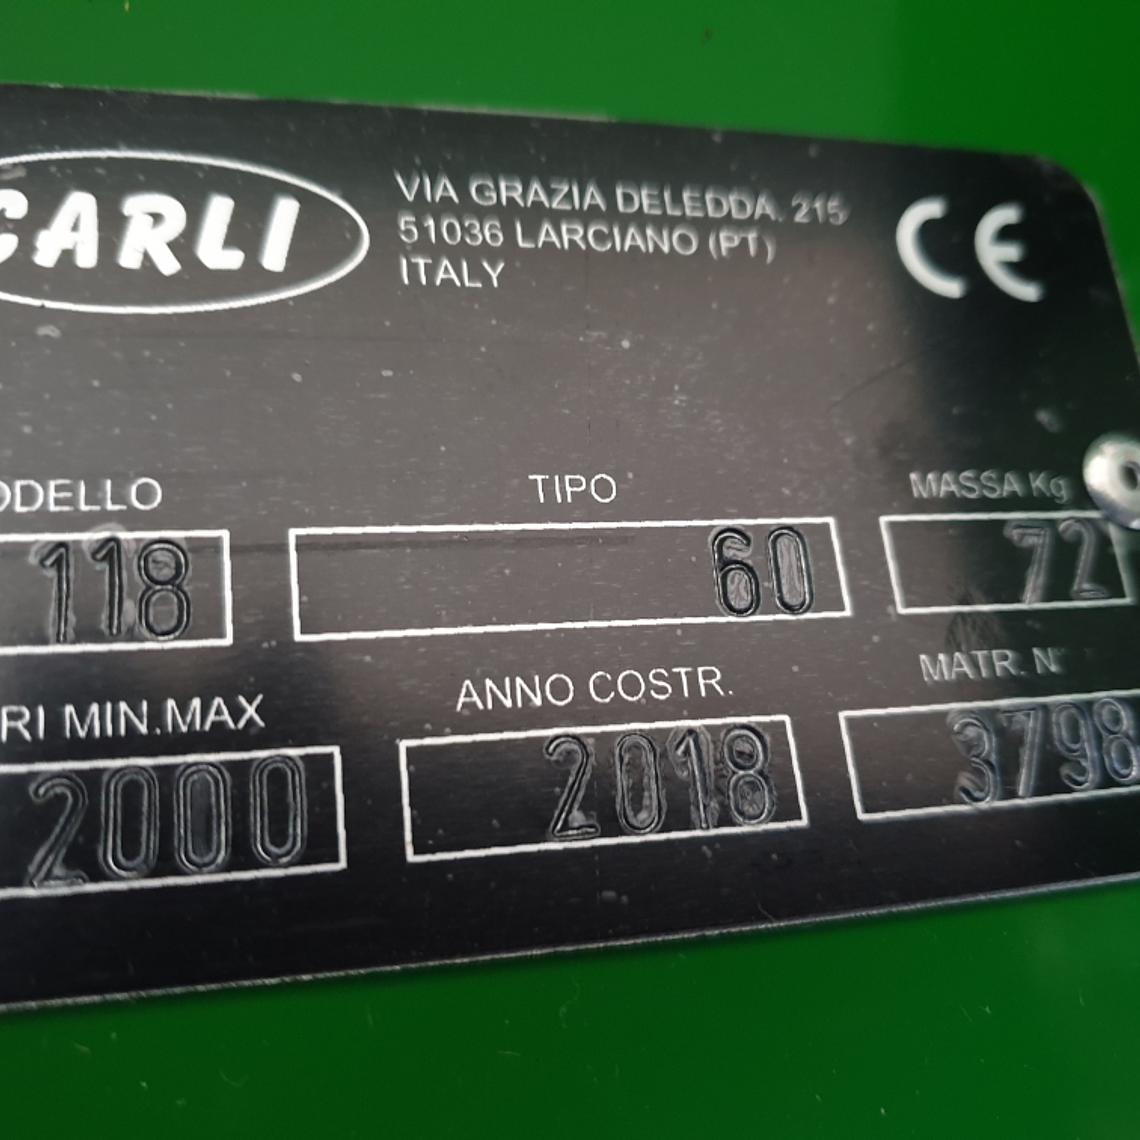 CARLI
VIA GRAZIA DELEDDA. 215
51036 LARCIANO (PT)
ITALY
CE
ODELLO TIPO MASSA Kg
118 60 72
RI MIN.MAX ANNO COSTR. MATR. N°
2000 2018 3798